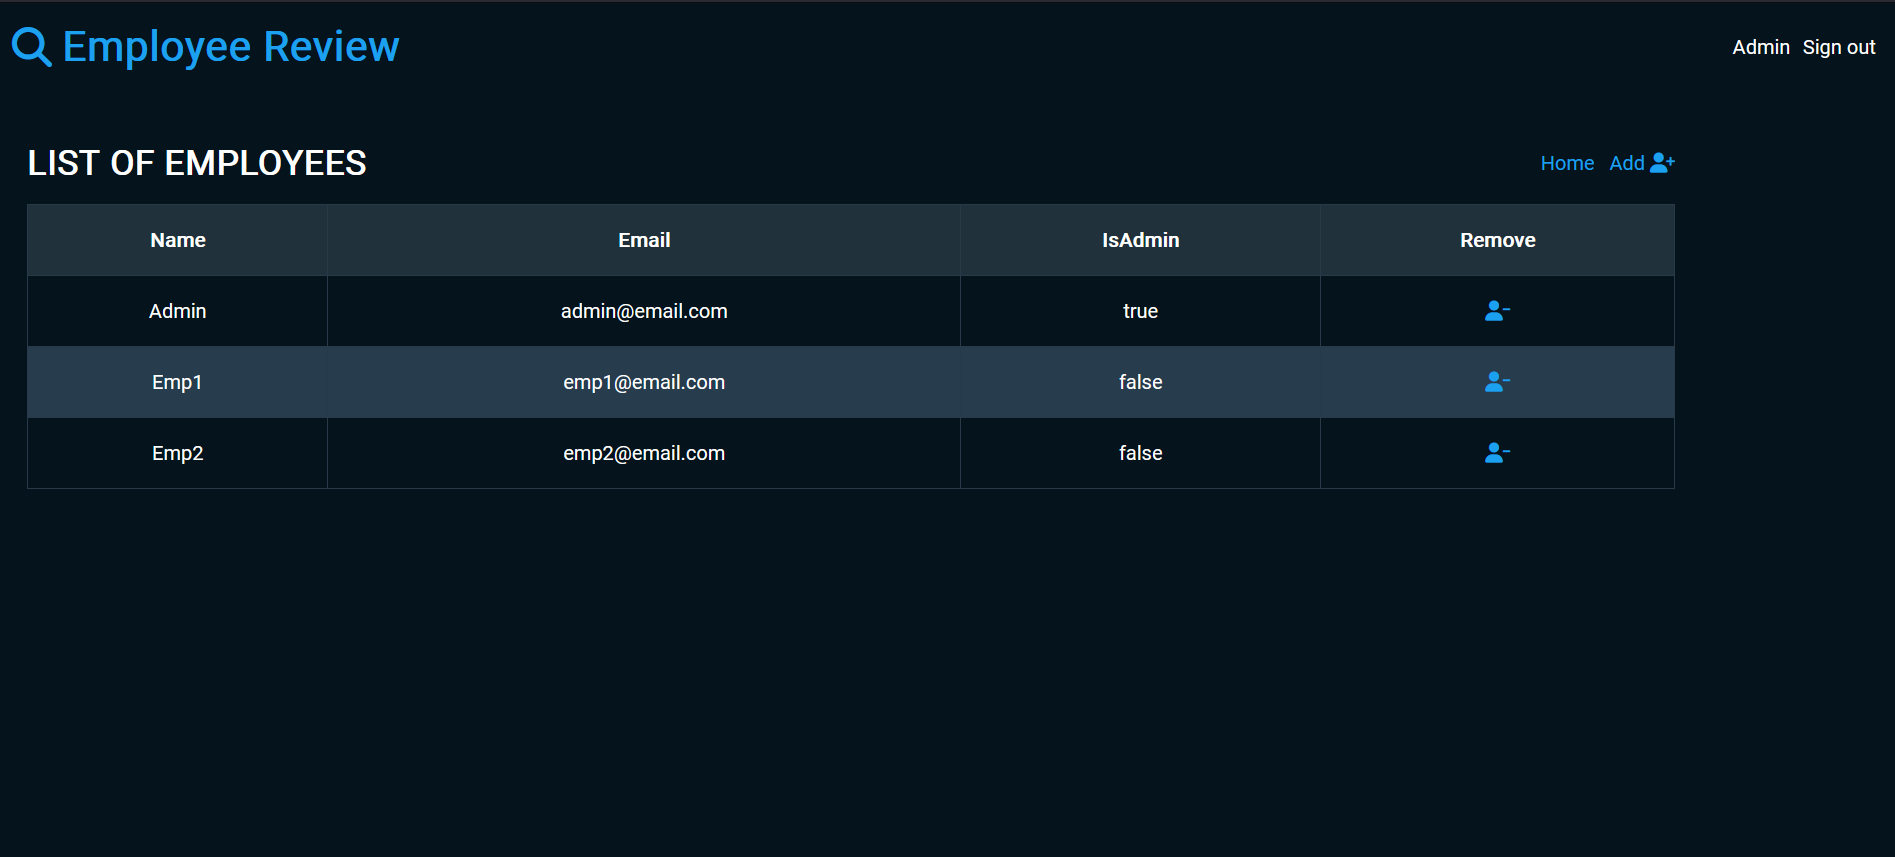 Employee Review
Admin Sign out
LIST OF EMPLOYEES
Home Add
Name Email IsAdmin Remove
Admin admin@email.com true
Emp1 emp1@email.com false
Emp2 emp2@email.com false